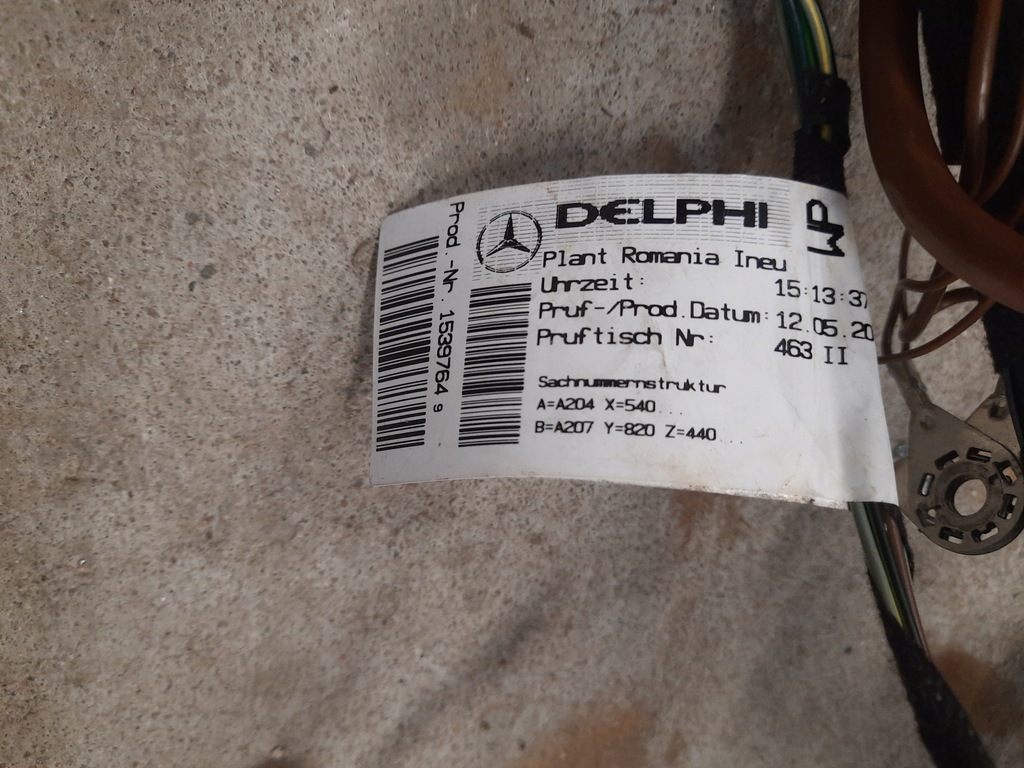 DELPHI
MP
Plant Romania Ineu
Uhrzeit: 15:13:37
Pruf-/Prod.Datum: 12.05.20
Pruftisch Nr: 463 II
Sachnummernstruktur
A=A204 X=540...
B=A207 Y=820 Z=440...
Prod.-Nr. 1539764 9